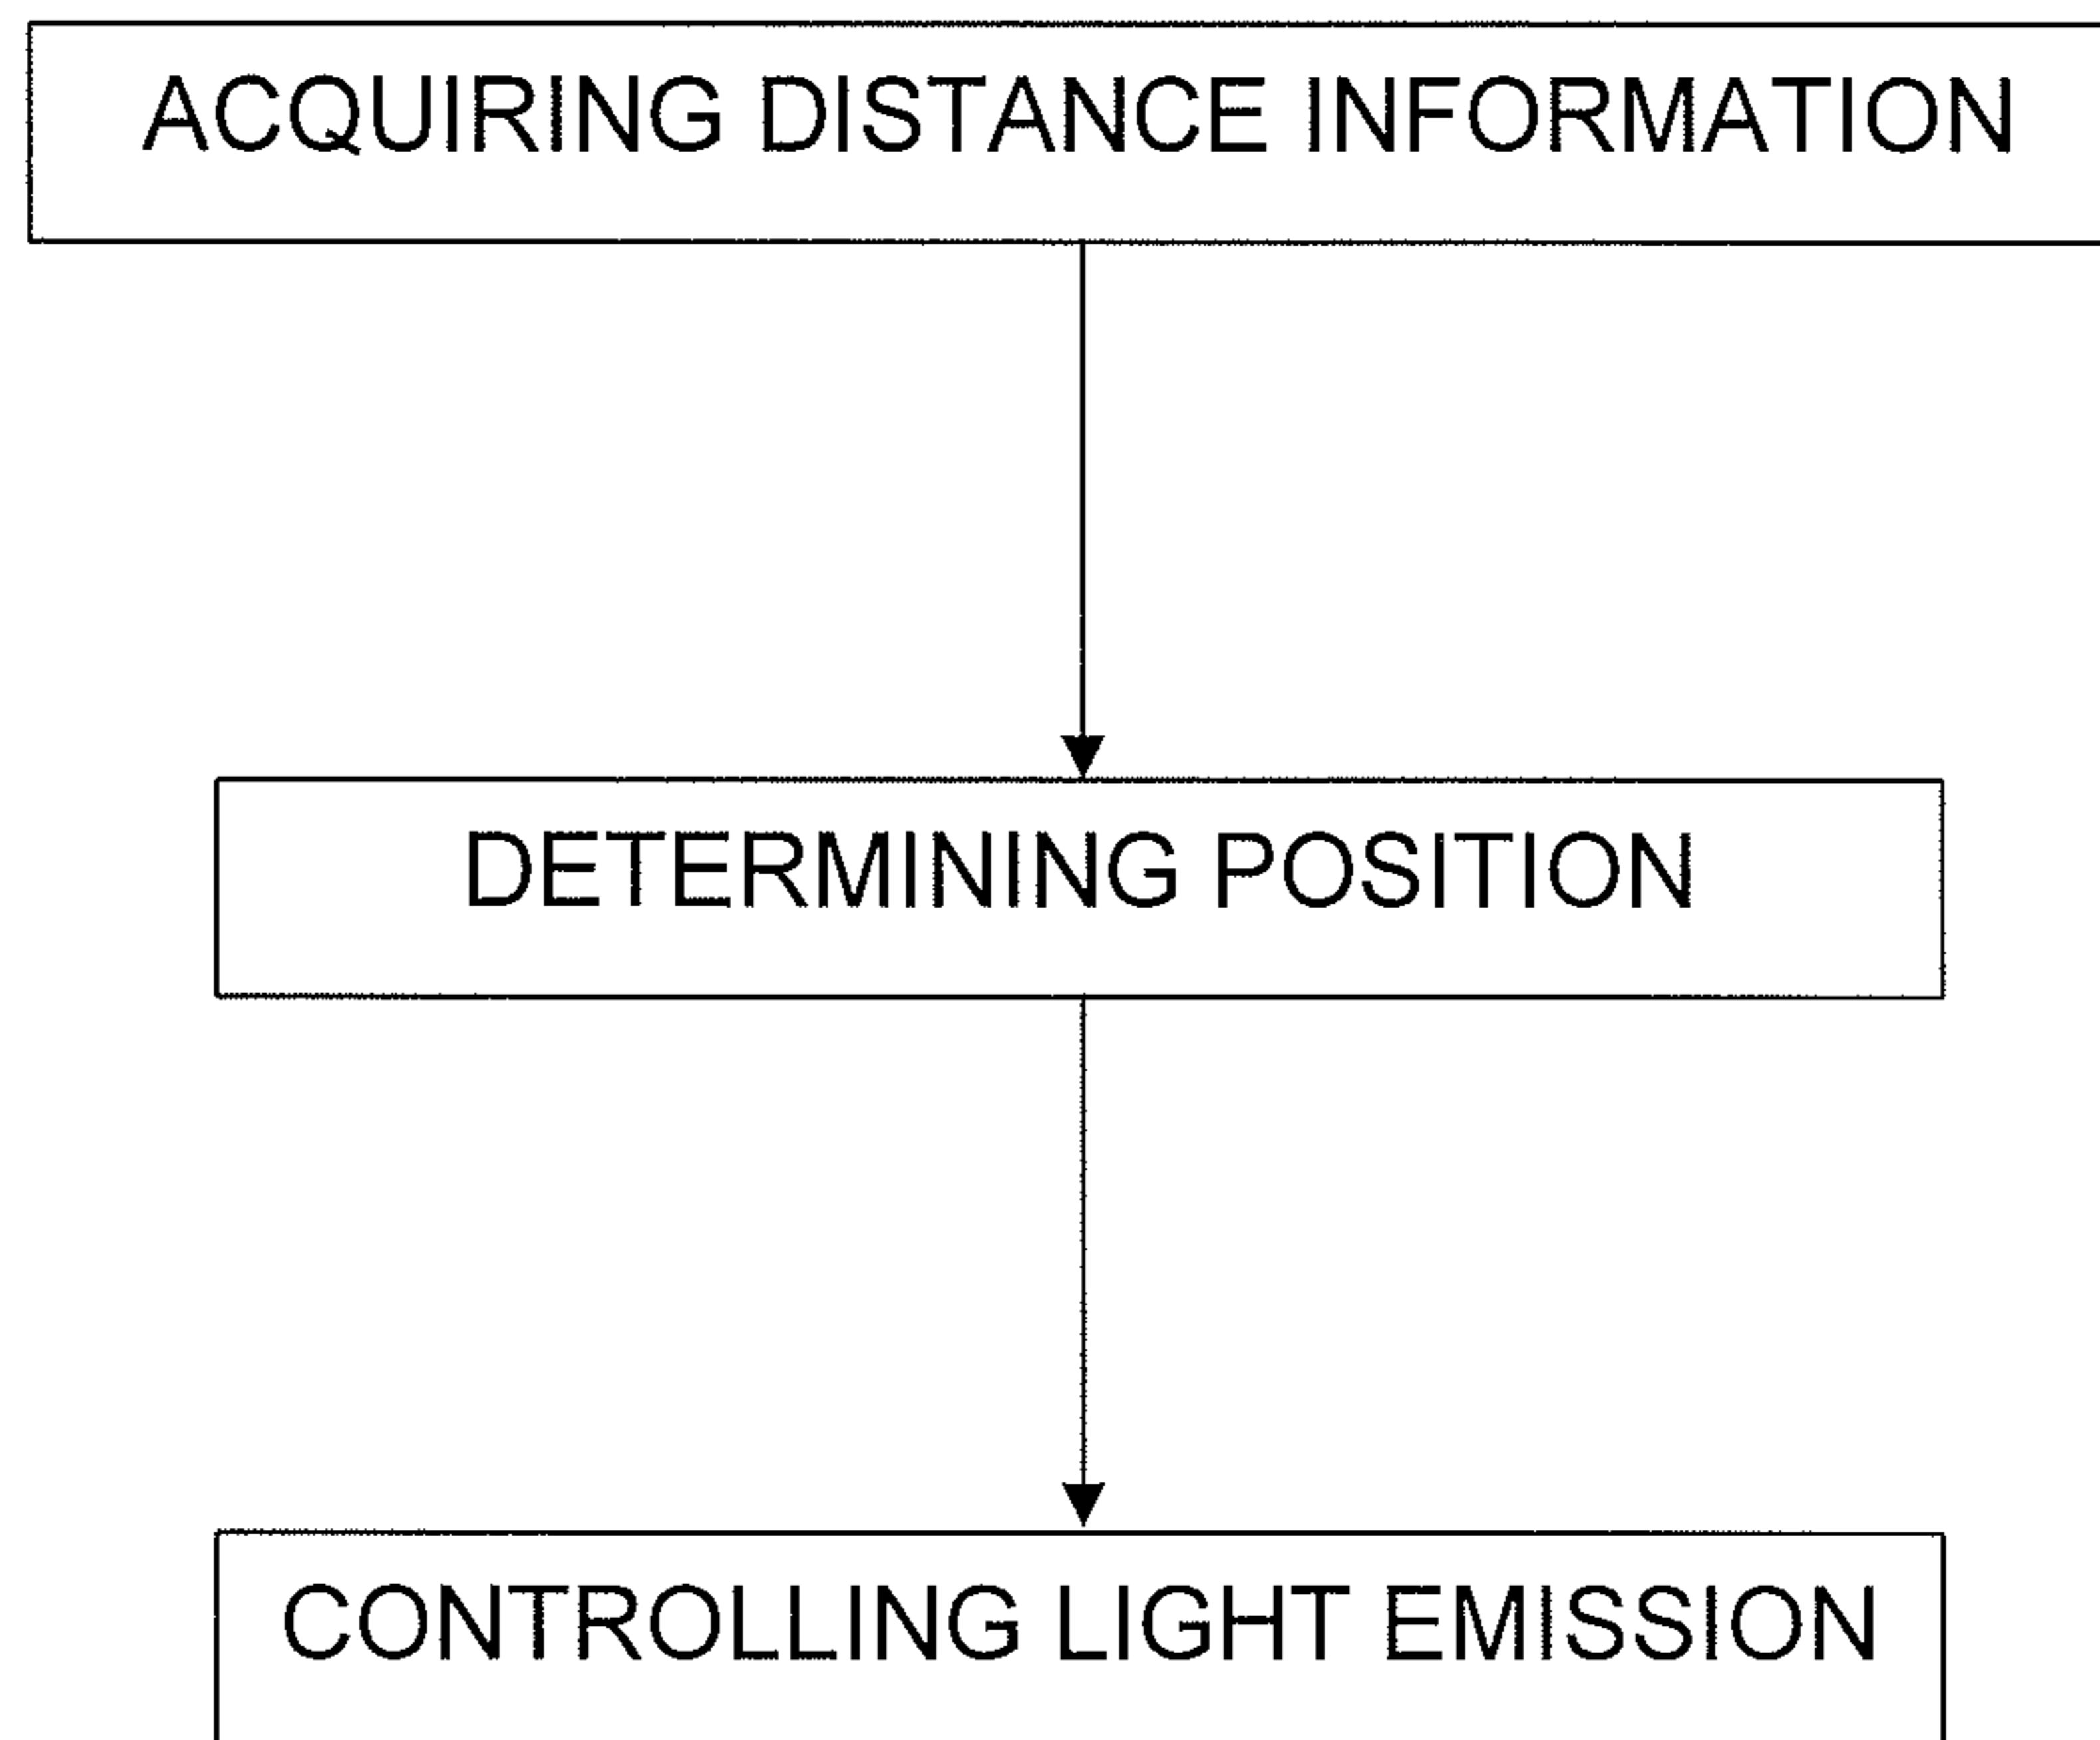 ACQUIRING DISTANCE INFORMATION
DETERMINING POSITION
CONTROLLING LIGHT EMISSION